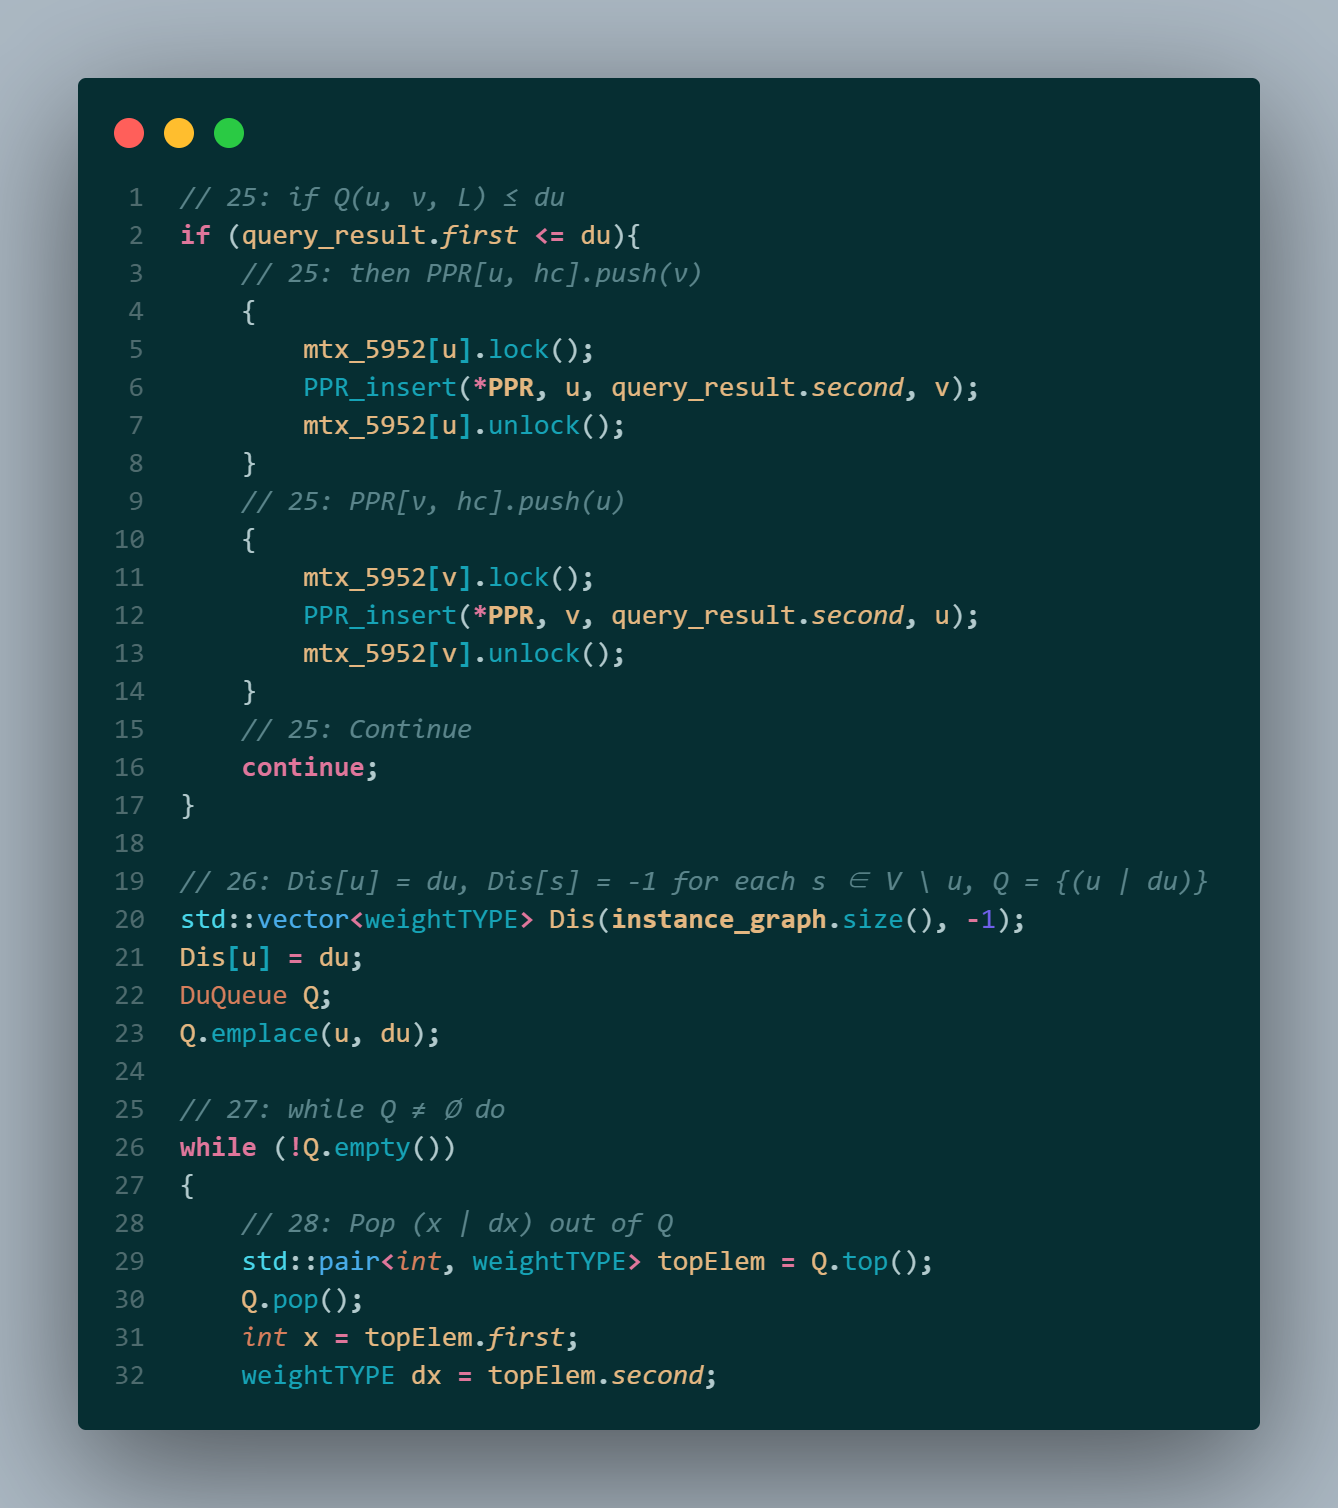 1 // 25: if Q(u, v, L) ≤ du
2 if (query_result.first <= du){
3     // 25: then PPR[u, hc].push(v)
4     {
5         mtx_5952[u].lock();
6         PPR_insert(*PPR, u, query_result.second, v);
7         mtx_5952[u].unlock();
8     }
9     // 25: PPR[v, hc].push(u)
10     {
11         mtx_5952[v].lock();
12         PPR_insert(*PPR, v, query_result.second, u);
13         mtx_5952[v].unlock();
14     }
15     // 25: Continue
16     continue;
17 }
18
19 // 26: Dis[u] = du, Dis[s] = -1 for each s ∈ V \ u, Q = {(u | du)}
20 std::vector<weightTYPE> Dis(instance_graph.size(), -1);
21 Dis[u] = du;
22 DuQueue Q;
23 Q.emplace(u, du);
24
25 // 27: while Q ≠ Ø do
26 while (!Q.empty())
27 {
28     // 28: Pop (x | dx) out of Q
29     std::pair<int, weightTYPE> topElem = Q.top();
30     Q.pop();
31     int x = topElem.first;
32     weightTYPE dx = topElem.second;